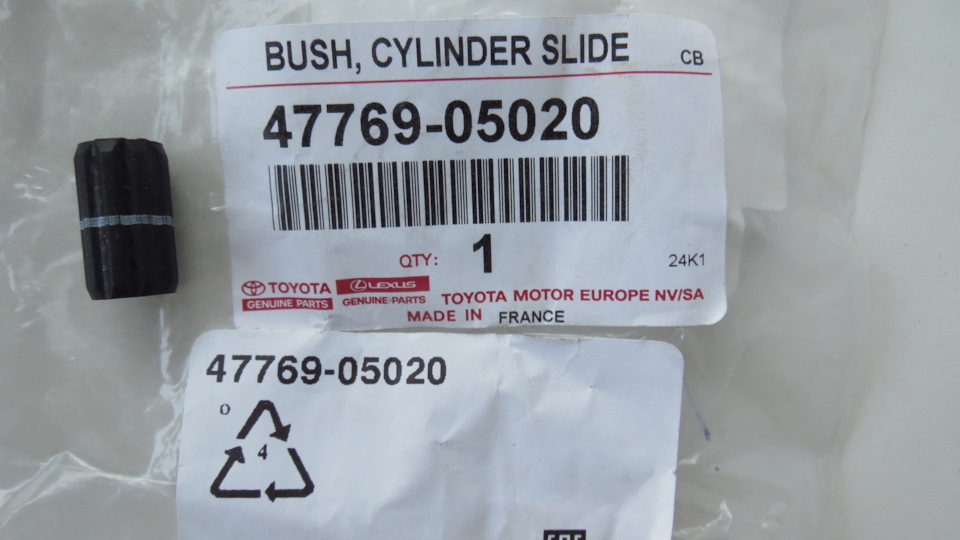 BUSH, CYLINDER SLIDE CB
47769-05020
QTY: 1 24K1
TOYOTA LEXUS
GENUINE PARTS GENUINE PARTS TOYOTA MOTOR EUROPE NV/SA
MADE IN FRANCE
47769-05020
O
4